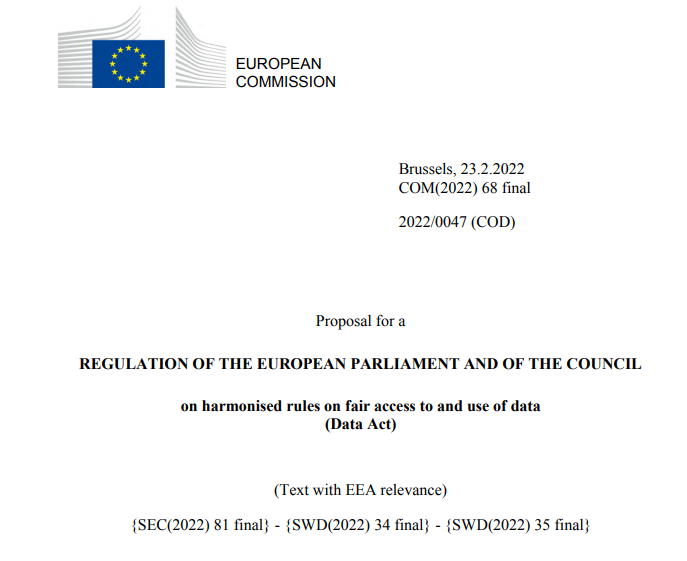 EUROPEAN
COMMISSION
Brussels, 23.2.2022
COM(2022) 68 final
2022/0047 (COD)
Proposal for a
REGULATION OF THE EUROPEAN PARLIAMENT AND OF THE COUNCIL
on harmonised rules on fair access to and use of data
(Data Act)
(Text with EEA relevance)
{SEC(2022) 81 final} - {SWD(2022) 34 final} - {SWD(2022) 35 final}